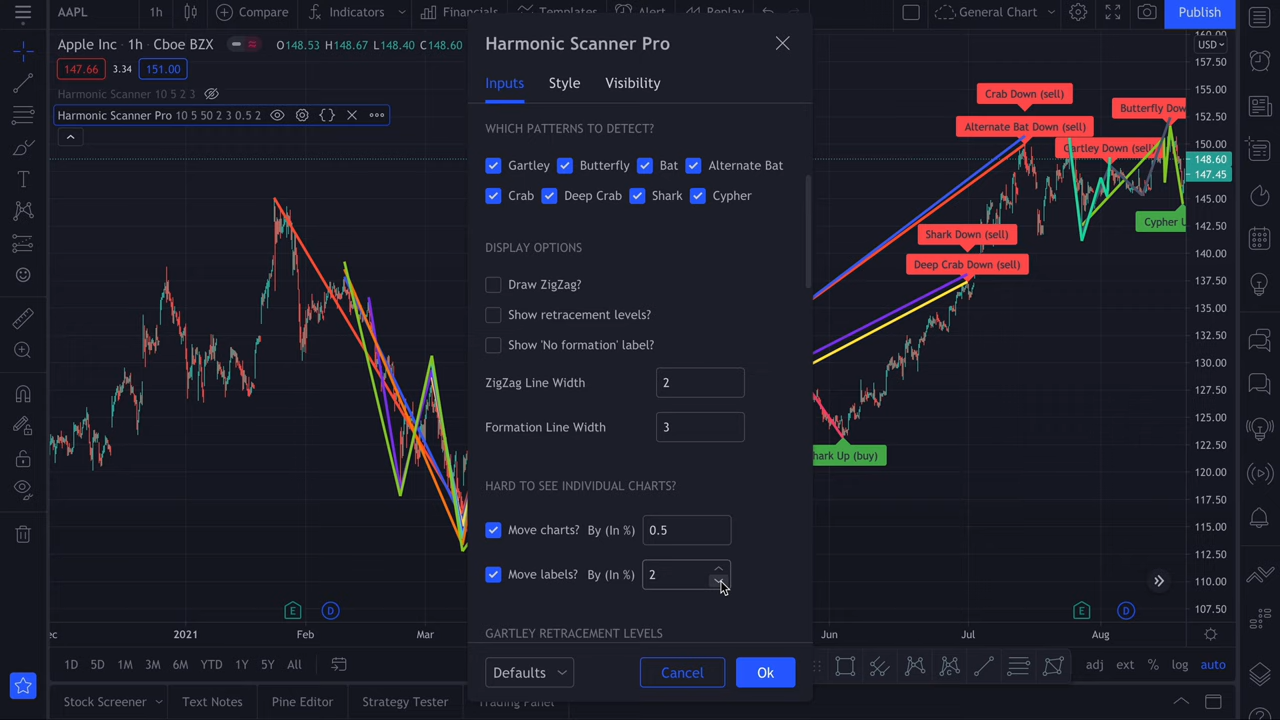 AAPL 1h Compare Indicators Financials Templates Alert Replay General Chart Publish
Apple Inc · 1h · Cboe BZX O148.53 H148.67 L148.40 C148.60
147.66 3.34 151.00
Harmonic Scanner 10 5 2 3
Harmonic Scanner Pro 10 5 50 2 3 0.5 2
Harmonic Scanner Pro
Inputs Style Visibility
WHICH PATTERNS TO DETECT?
Gartley Butterfly Bat Alternate Bat
Crab Deep Crab Shark Cypher
DISPLAY OPTIONS
Draw ZigZag?
Show retracement levels?
Show 'No formation' label?
ZigZag Line Width 2
Formation Line Width 3
HARD TO SEE INDIVIDUAL CHARTS?
Move charts? By (In %) 0.5
Move labels? By (In %) 2
GARTLEY RETRACEMENT LEVELS
Defaults Cancel Ok
Crab Down (sell)
Butterfly Dow
Alternate Bat Down (sell)
Gartley Down (sell)
Cypher U
Shark Down (sell)
Deep Crab Down (sell)
hark Up (buy)
160.00
USD
157.50
155.00
152.50
150.00
148.60
147.45
145.00
142.50
140.00
137.50
135.00
132.50
130.00
127.50
125.00
122.50
120.00
117.50
115.00
112.50
110.00
107.50
E D E D
ec 2021 Feb Mar Jun Jul Aug
1D 5D 1M 3M 6M YTD 1Y 5Y All adj ext % log auto
Stock Screener Text Notes Pine Editor Strategy Tester Trading Panel